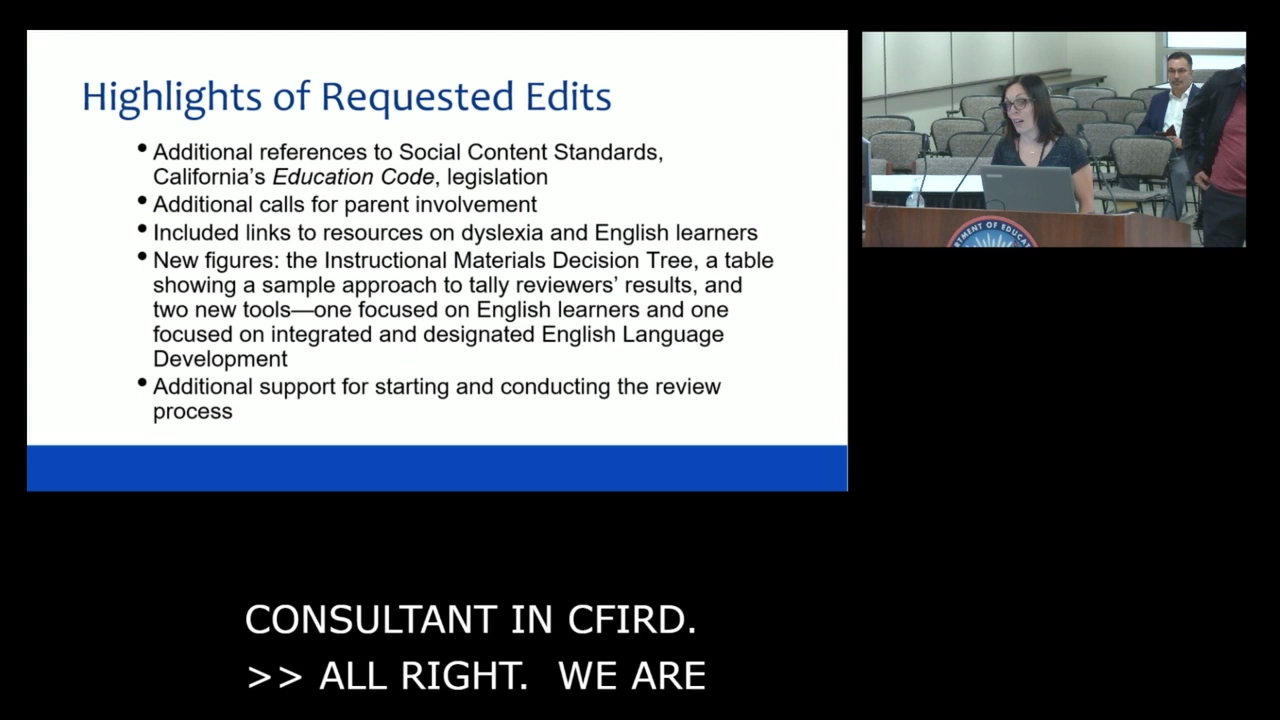 Highlights of Requested Edits
• Additional references to Social Content Standards,
California’s Education Code, legislation
• Additional calls for parent involvement
• Included links to resources on dyslexia and English learners
• New figures: the Instructional Materials Decision Tree, a table
showing a sample approach to tally reviewers’ results, and
two new tools—one focused on English learners and one
focused on integrated and designated English Language
Development
• Additional support for starting and conducting the review
process
CONSULTANT IN CFIRD.
>> ALL RIGHT.  WE ARE